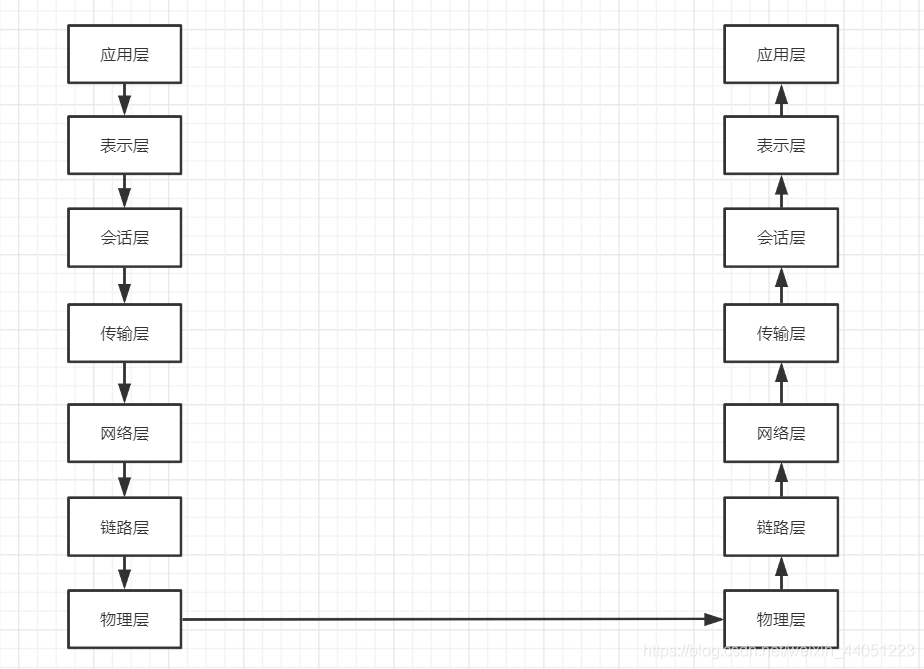 应用层
表示层
会话层
传输层
网络层
链路层
物理层
应用层
表示层
会话层
传输层
网络层
链路层
物理层
https://blog.csdn.net/weixin_44051223